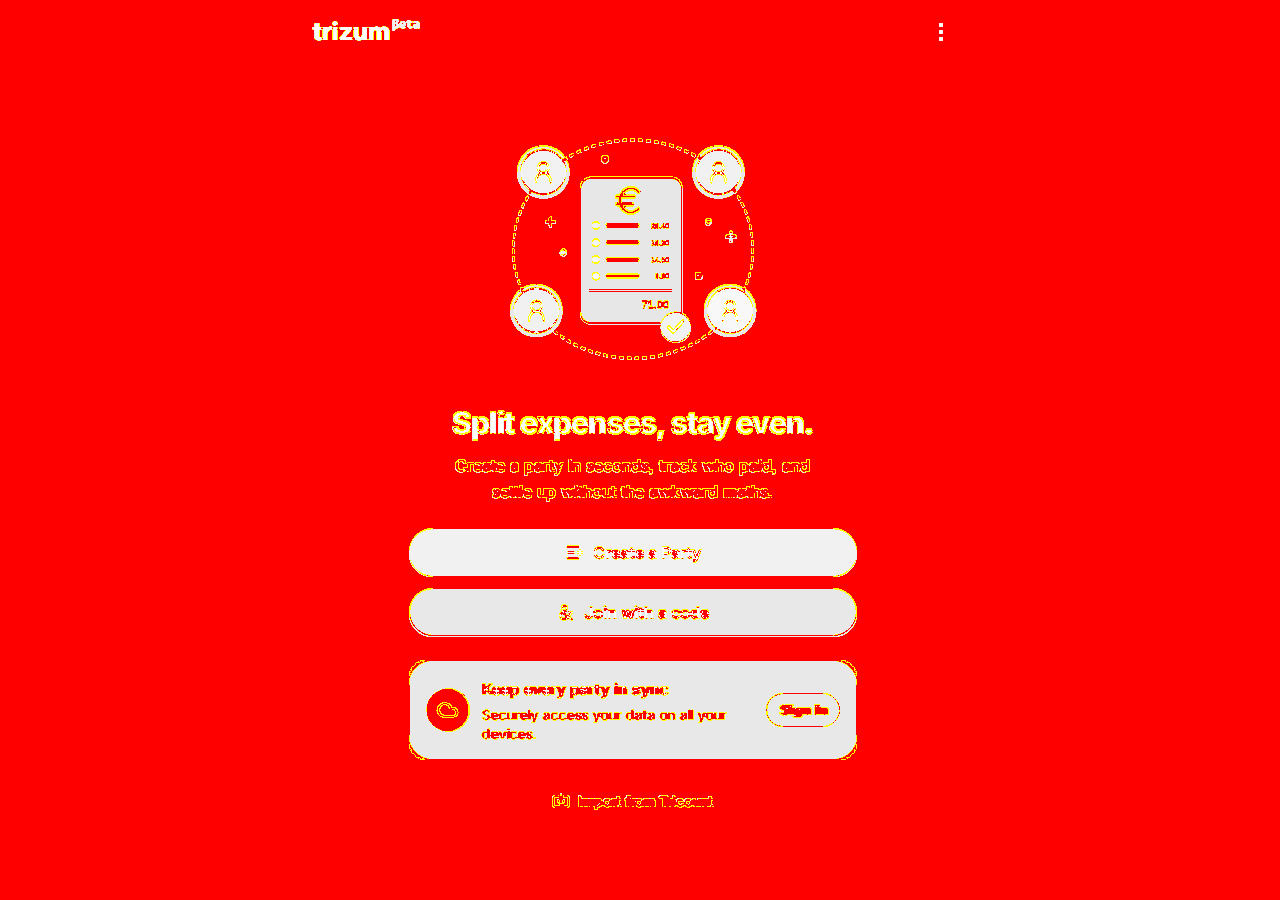 trizum Beta
71.00
Split expenses, stay even.
Create a party in seconds, track who paid, and
settle up without the awkward maths.
Create a Party
Join with a code
Keep every party in sync
Securely access your data on all your
devices
Sign in
Import from Tricount